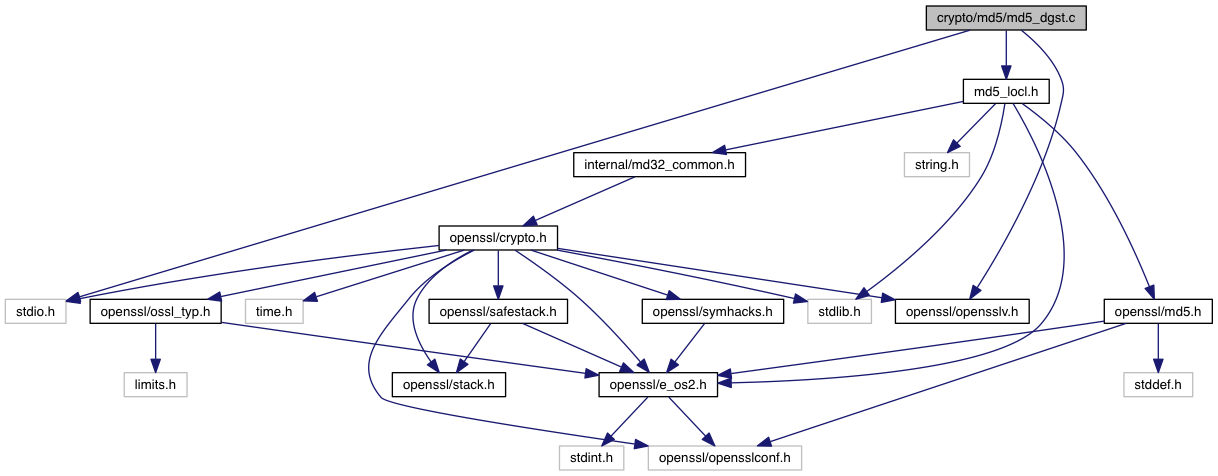 crypto/md5/md5_dgst.c
md5_locl.h
internal/md32_common.h
string.h
openssl/crypto.h
stdio.h
openssl/ossl_typ.h
time.h
openssl/safestack.h
openssl/symhacks.h
stdlib.h
openssl/opensslv.h
openssl/md5.h
limits.h
openssl/stack.h
openssl/e_os2.h
stddef.h
stdint.h
openssl/opensslconf.h